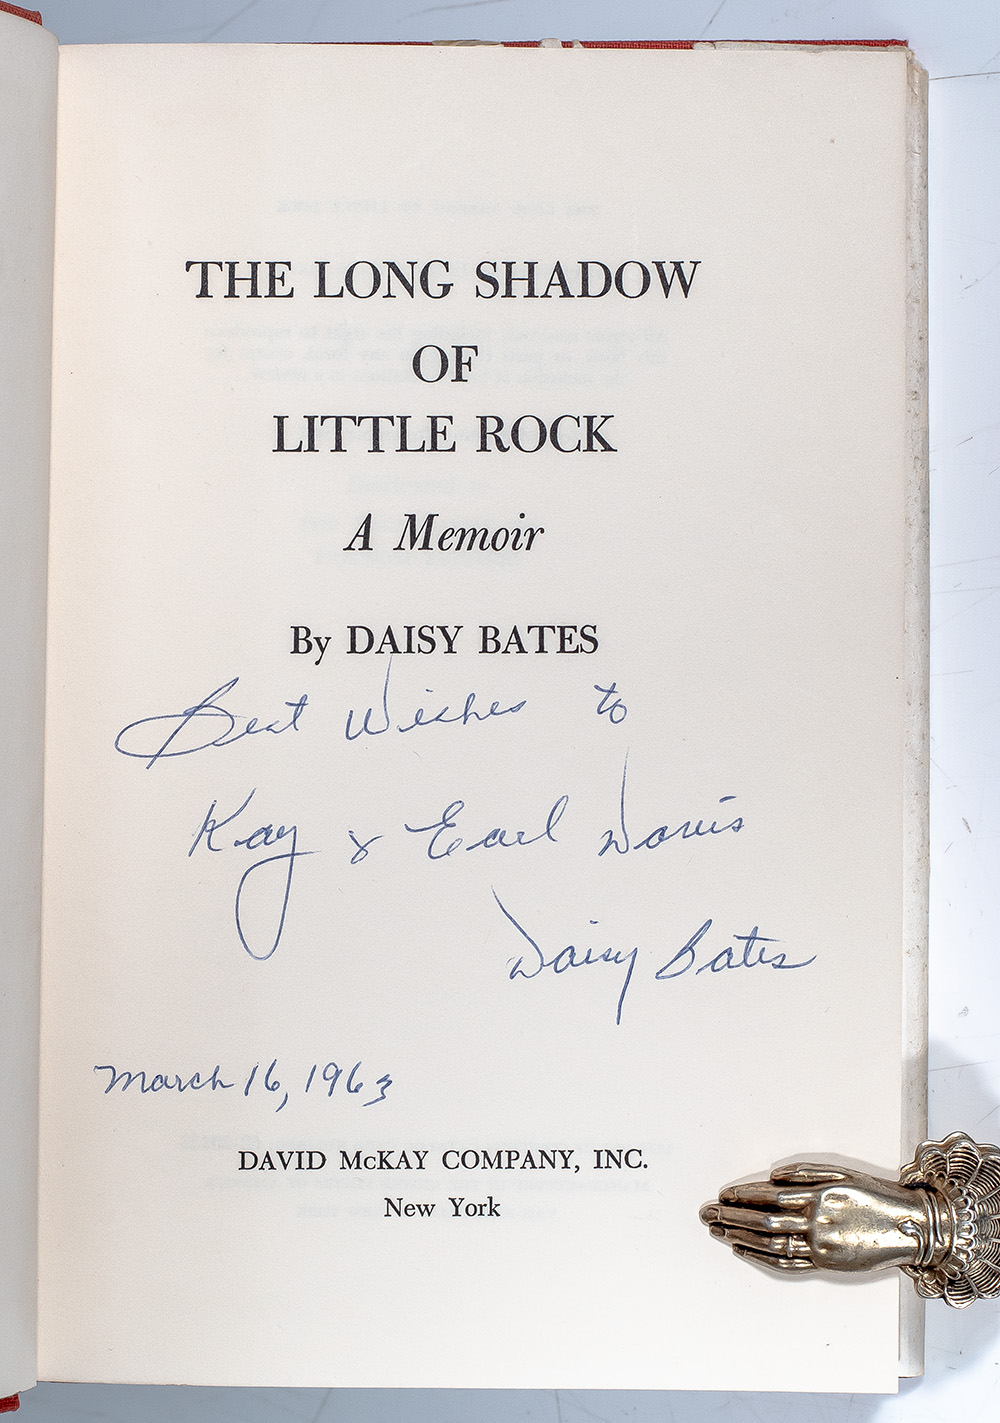 THE LONG SHADOW
OF
LITTLE ROCK
A Memoir
By DAISY BATES
Best Wishes to
Kay & Earl Davis
Daisy Bates
March 16, 1963
DAVID McKAY COMPANY, INC.
New York